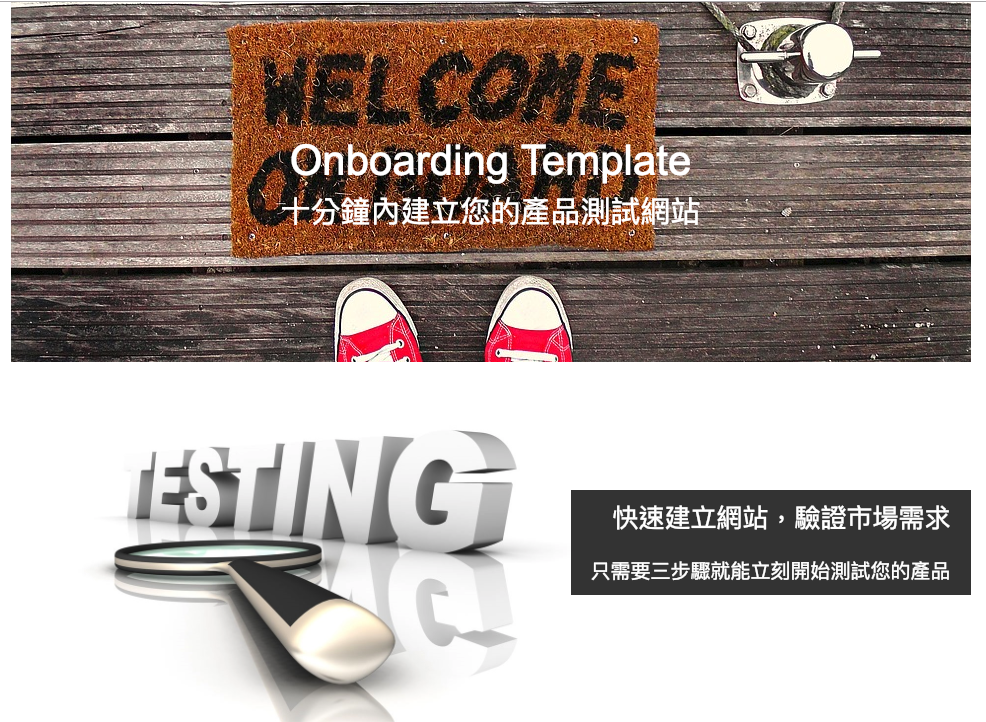 WELCOME
Onboarding Template
十分鐘內建立您的產品測試網站
TESTING
快速建立網站，驗證市場需求
只需要三步驟就能立刻開始測試您的產品